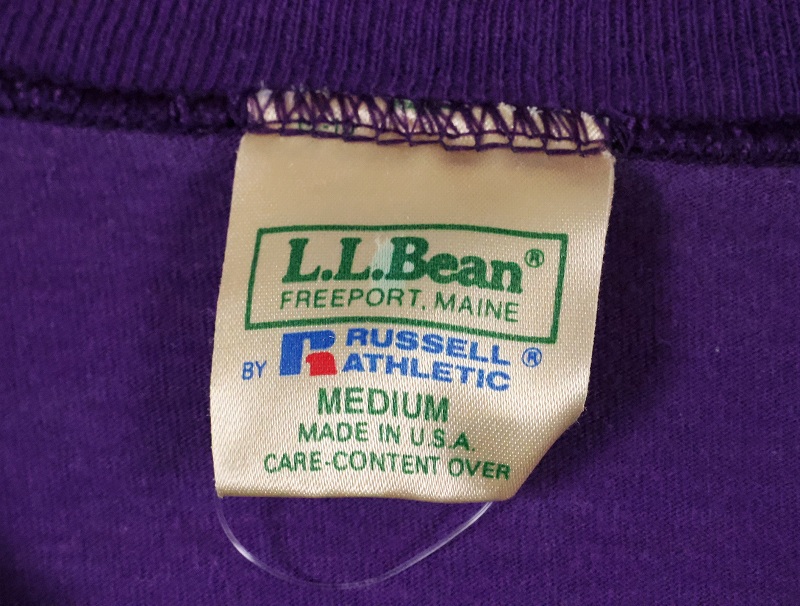 L.L.Bean®
FREEPORT, MAINE
BY RUSSELL ATHLETIC®
MEDIUM
MADE IN U.S.A.
CARE-CONTENT OVER